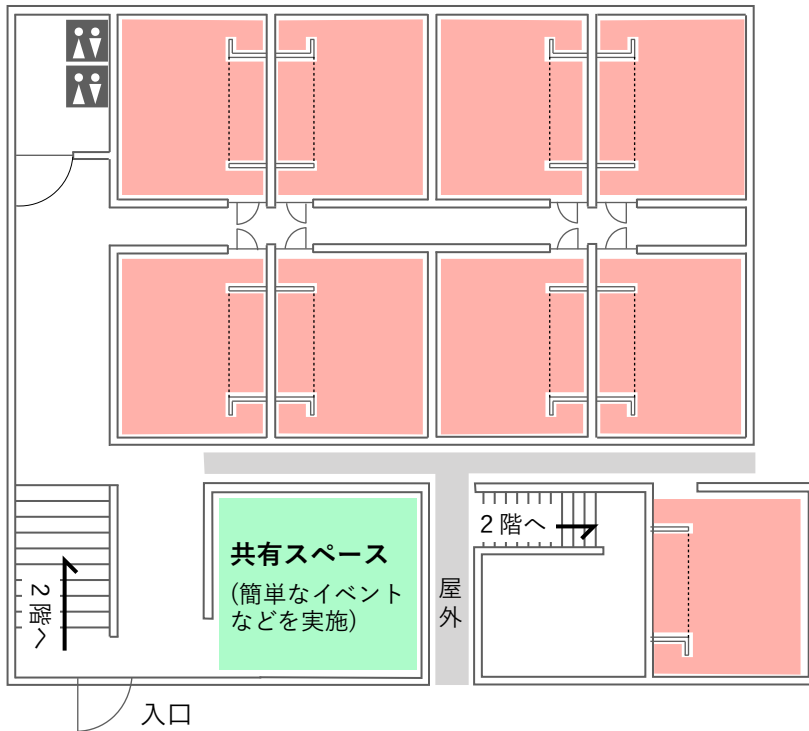 共有スペース
(簡単なイベント
などを実施)
2階へ
屋外
2階へ
入口